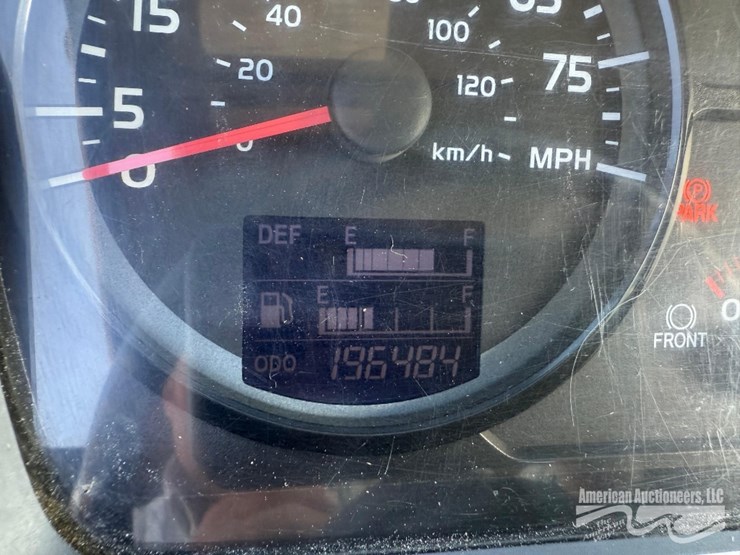 15 40 65
20 100 75
5 120
0 0 km/h MPH
DEF E F
E F
ODO 196484
P
PARK
0
FRONT
American Auctioneers, LLC